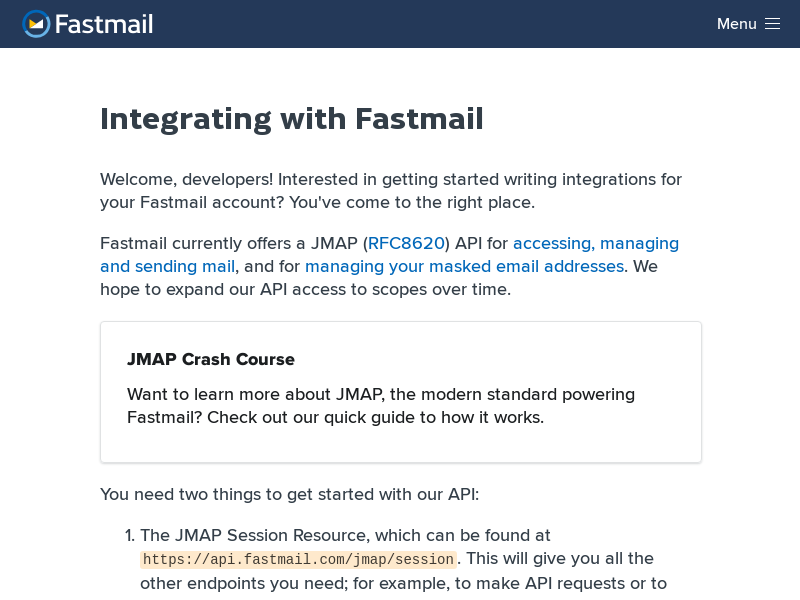 Fastmail
Menu
Integrating with Fastmail
Welcome, developers! Interested in getting started writing integrations for
your Fastmail account? You've come to the right place.
Fastmail currently offers a JMAP (RFC8620) API for accessing, managing
and sending mail, and for managing your masked email addresses. We
hope to expand our API access to scopes over time.
JMAP Crash Course
Want to learn more about JMAP, the modern standard powering
Fastmail? Check out our quick guide to how it works.
You need two things to get started with our API:
1. The JMAP Session Resource, which can be found at
https://api.fastmail.com/jmap/session. This will give you all the
other endpoints you need; for example, to make API requests or to